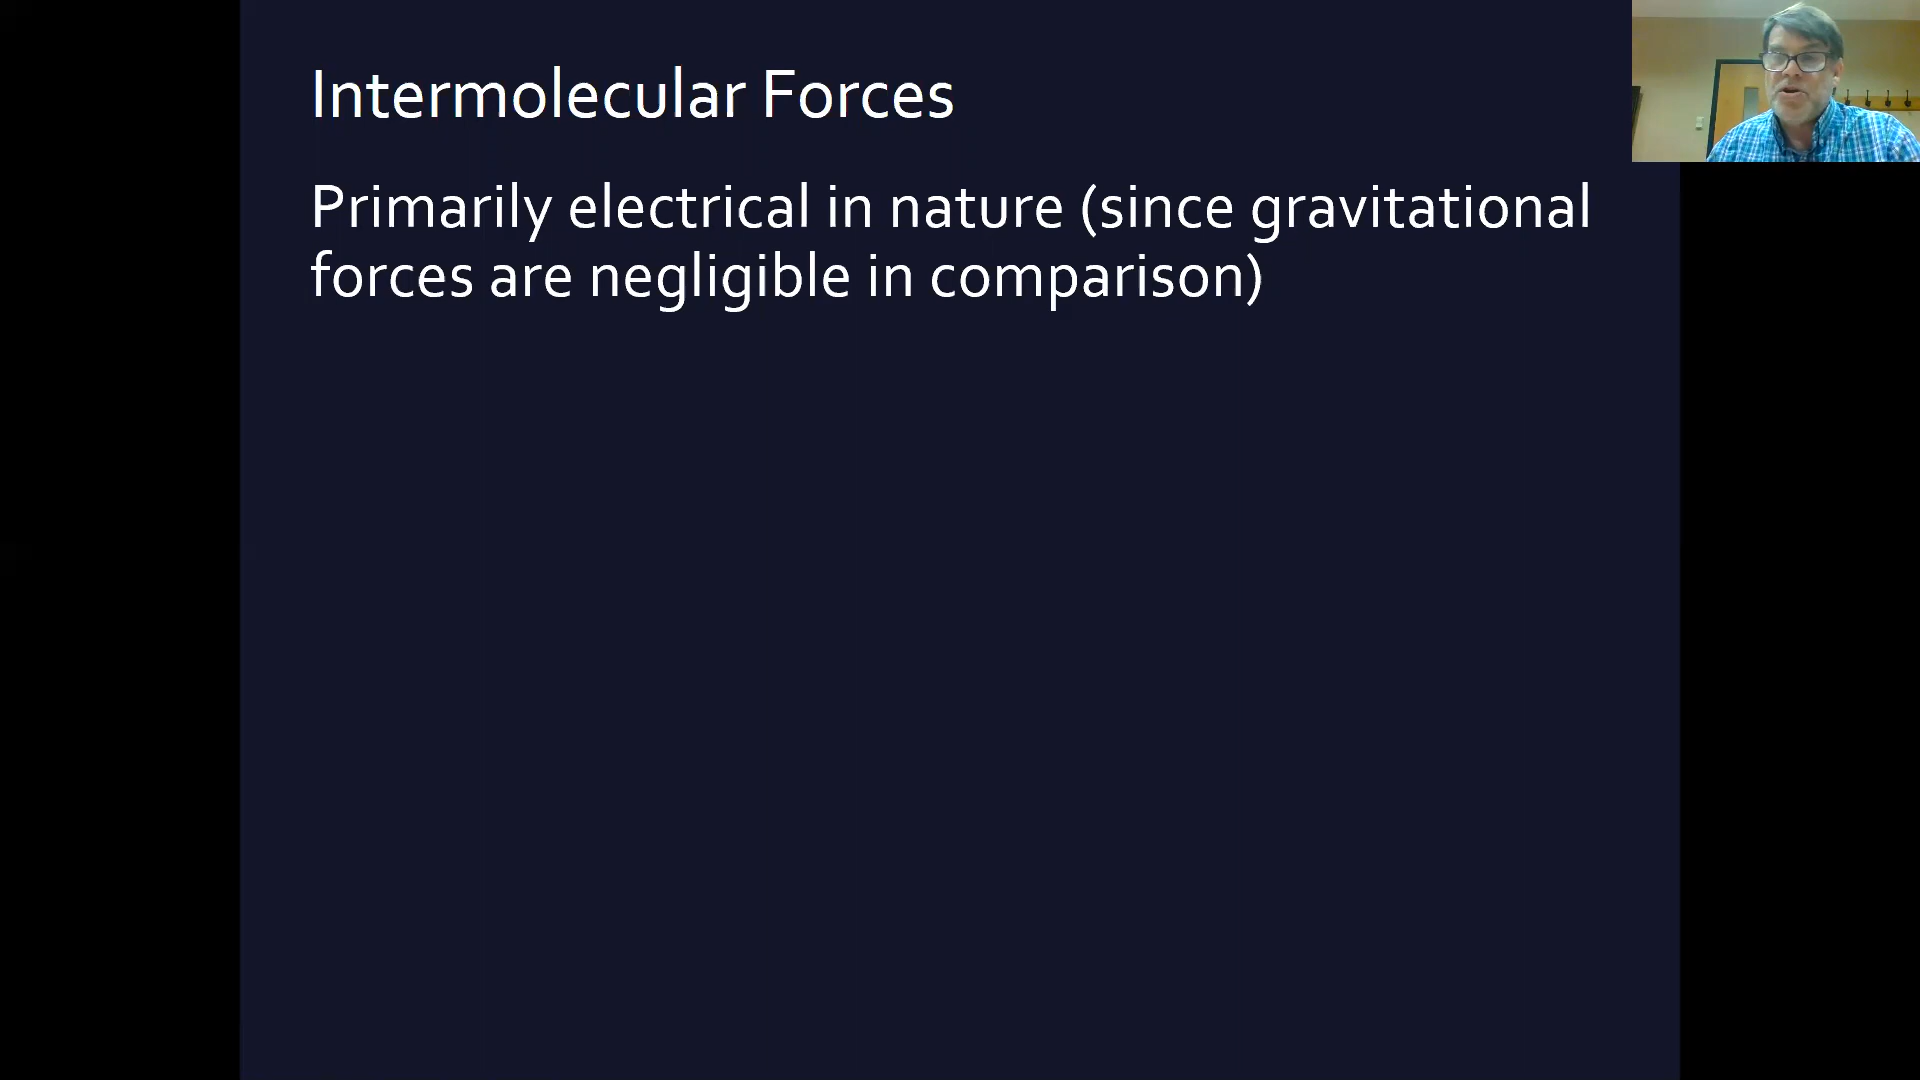 Intermolecular Forces
Primarily electrical in nature (since gravitational
forces are negligible in comparison)